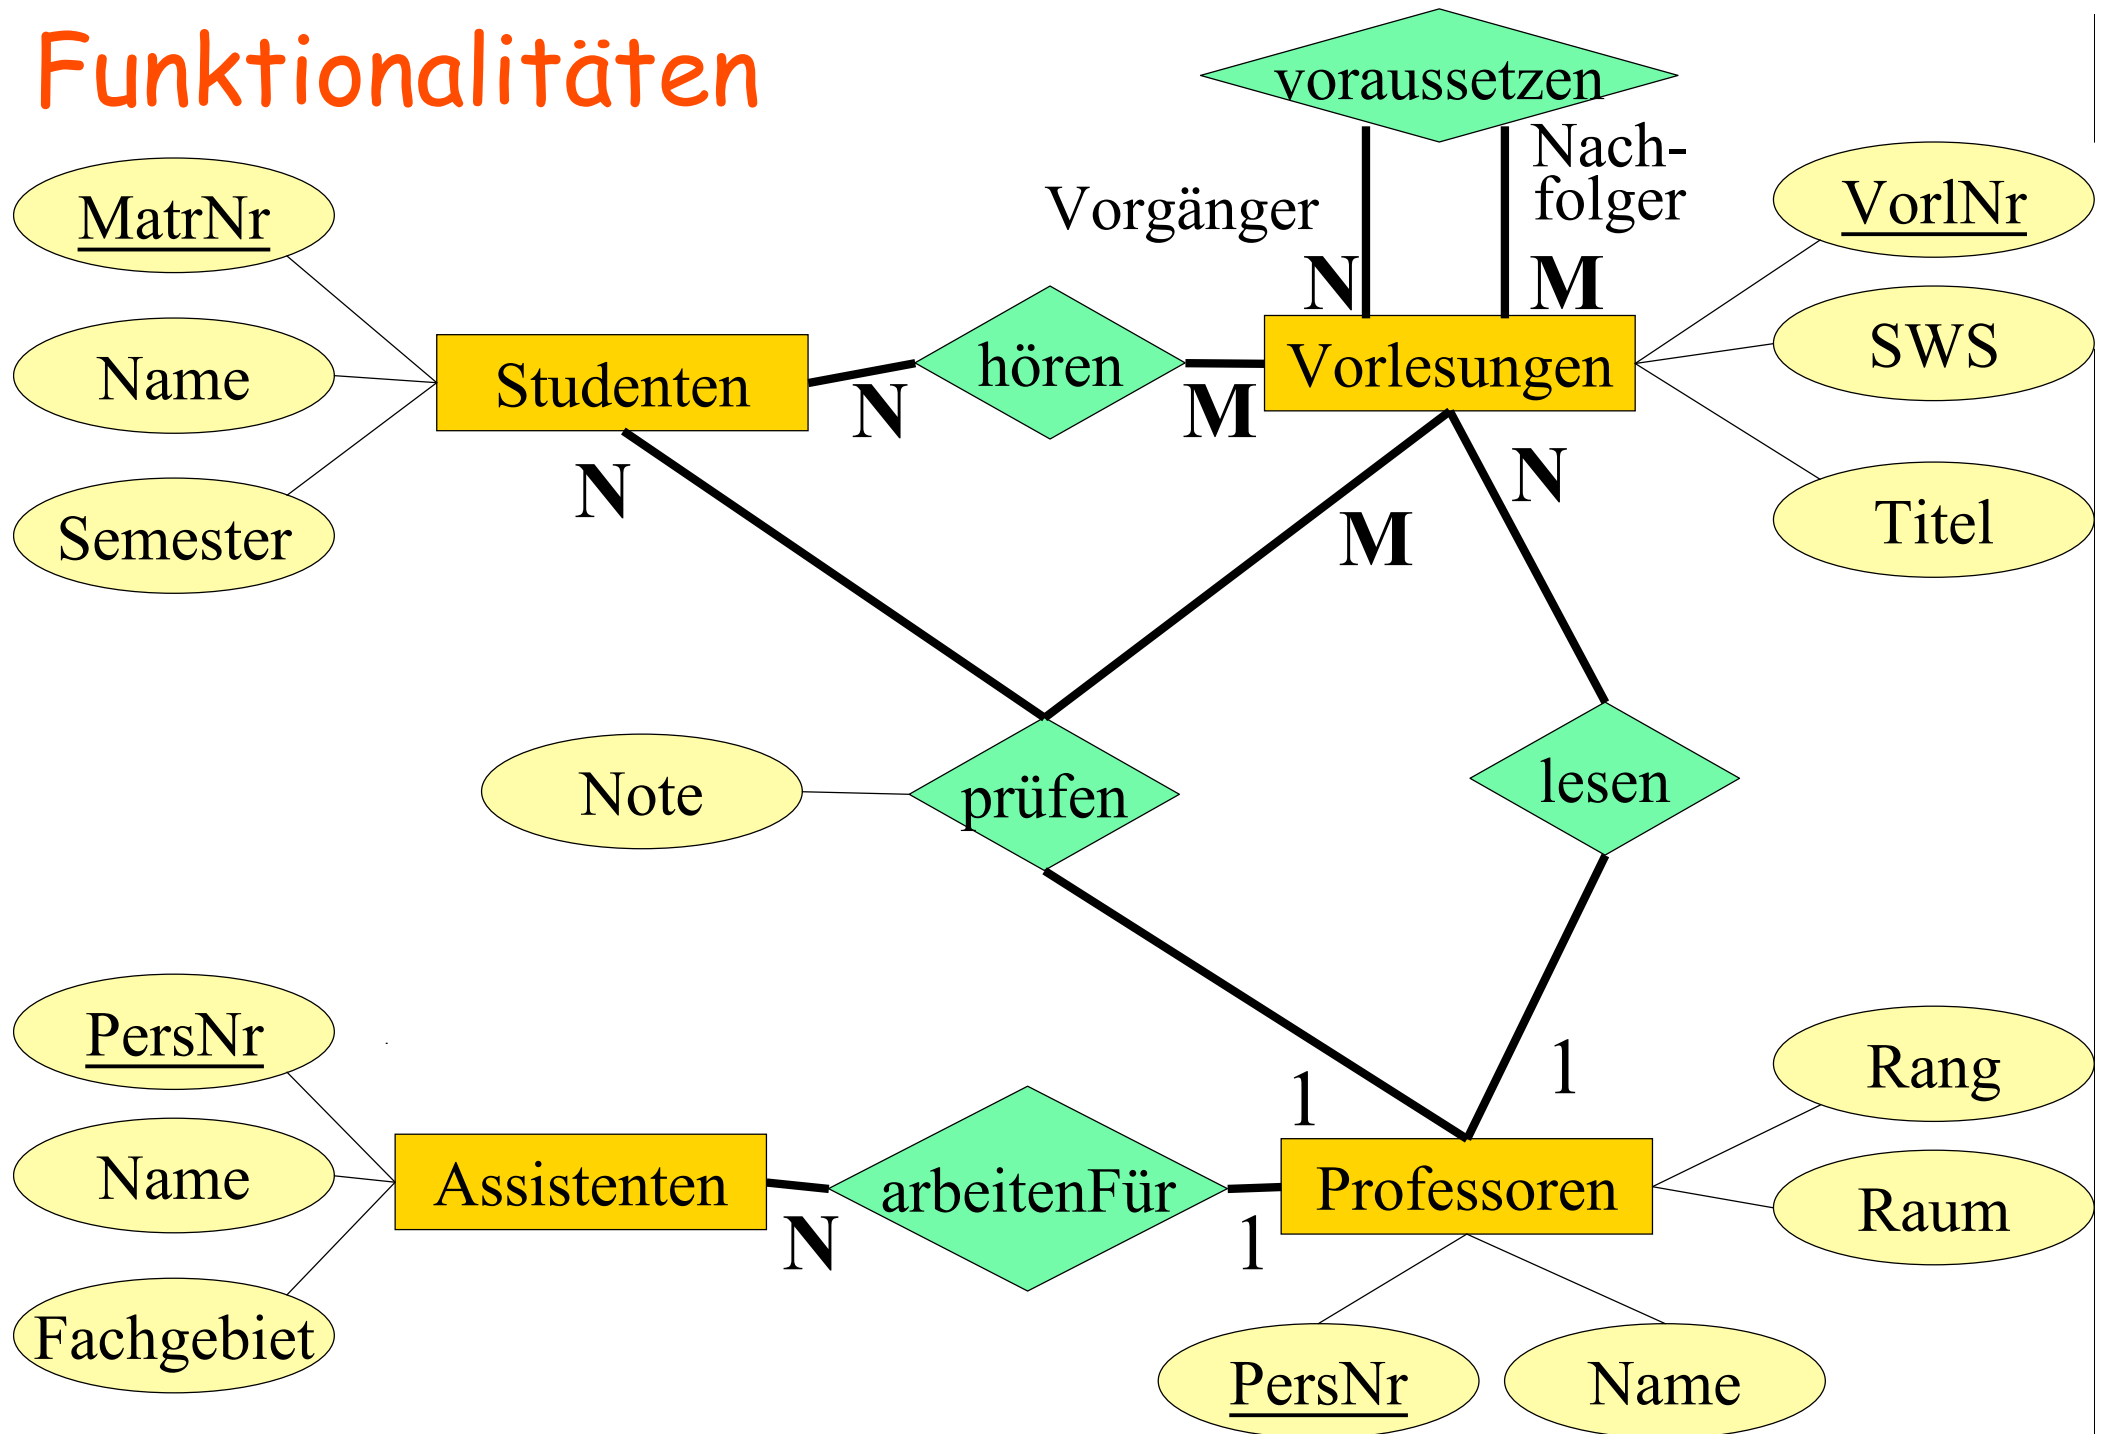 Funktionalitäten
voraussetzen
Nach-
folger
Vorgänger
N
M
MatrNr
Name
Semester
Studenten
N
hören
M
Vorlesungen
VorlNr
SWS
Titel
N
M
N
Note
prüfen
lesen
1
1
PersNr
Name
Fachgebiet
Assistenten
N
arbeitenFür
1
Professoren
Rang
Raum
PersNr
Name